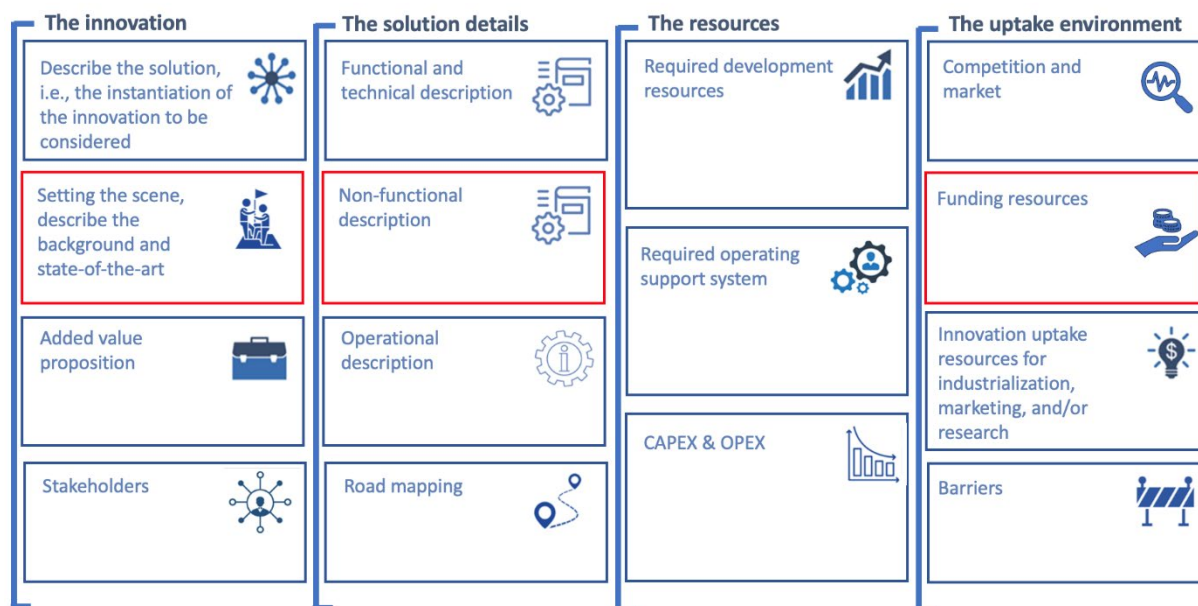 The innovation
Describe the solution,
i.e., the instantiation of
the innovation to be
considered
Setting the scene,
describe the
background and
state-of-the-art
Added value
proposition
Stakeholders
The solution details
Functional and
technical description
Non-functional
description
Operational
description
Road mapping
The resources
Required development
resources
Required operating
support system
CAPEX & OPEX
The uptake environment
Competition and
market
Funding resources
Innovation uptake
resources for
industrialization,
marketing, and/or
research
Barriers